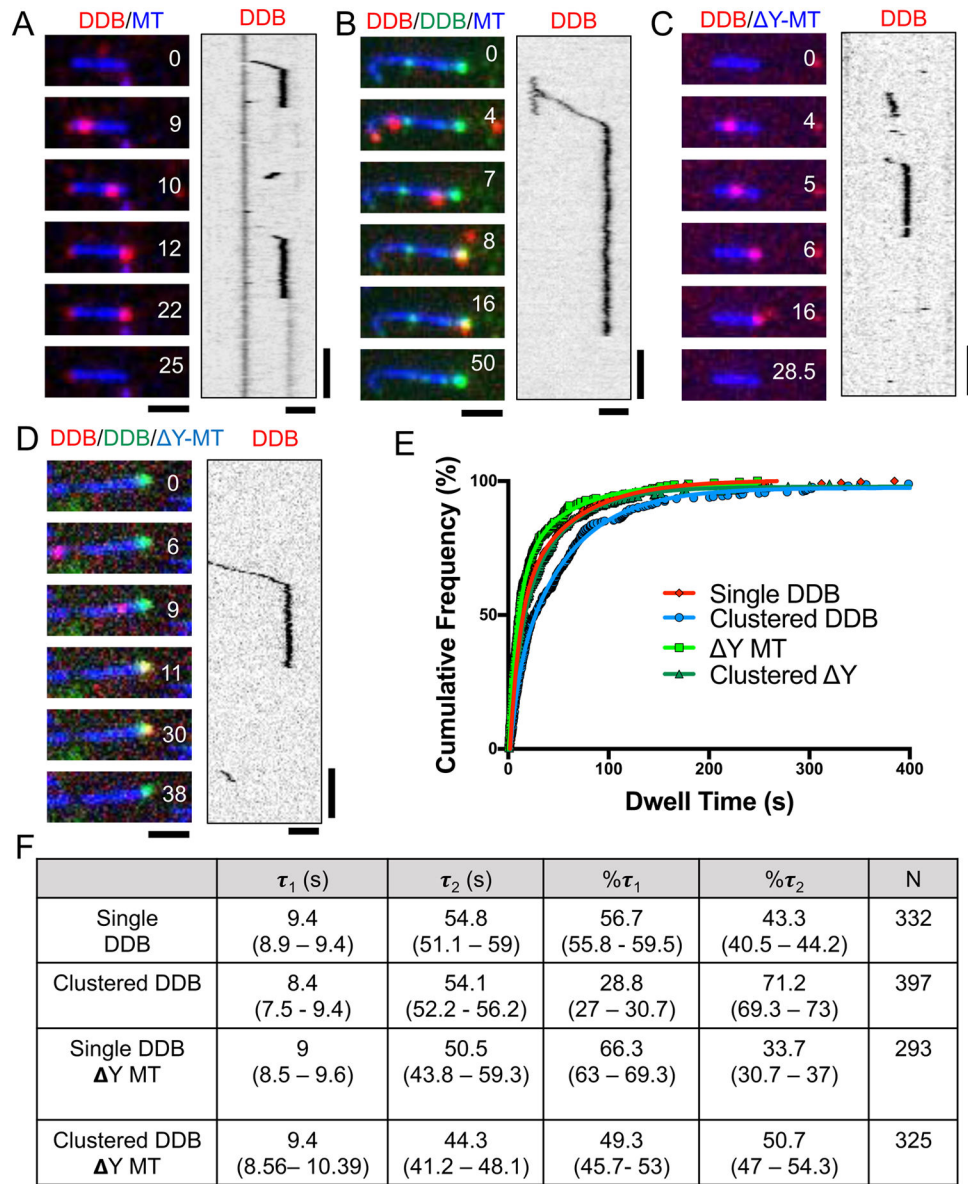 A
DDB/MT
DDB
0
9
10
12
22
25
B
DDB/DDB/MT
DDB
0
4
7
8
16
50
C
DDB/ΔY-MT
DDB
0
4
5
6
16
28.5
D
DDB/DDB/ΔY-MT
DDB
0
6
9
11
30
38
E
Cumulative Frequency (%)
100
50
0
0 100 200 300 400
Dwell Time (s)
Single DDB
Clustered DDB
ΔY MT
Clustered ΔY
F
τ1 (s) τ2 (s) %τ1 %τ2 N
Single DDB 9.4 54.8 56.7 43.3 332
(8.9 – 9.4) (51.1 – 59) (55.8 - 59.5) (40.5 – 44.2)
Clustered DDB 8.4 54.1 28.8 71.2 397
(7.5 - 9.4) (52.2 - 56.2) (27 – 30.7) (69.3 – 73)
Single DDB ΔY MT 9 50.5 66.3 33.7 293
(8.5 – 9.6) (43.8 – 59.3) (63 – 69.3) (30.7 – 37)
Clustered DDB ΔY MT 9.4 44.3 49.3 50.7 325
(8.56– 10.39) (41.2 – 48.1) (45.7- 53) (47 – 54.3)